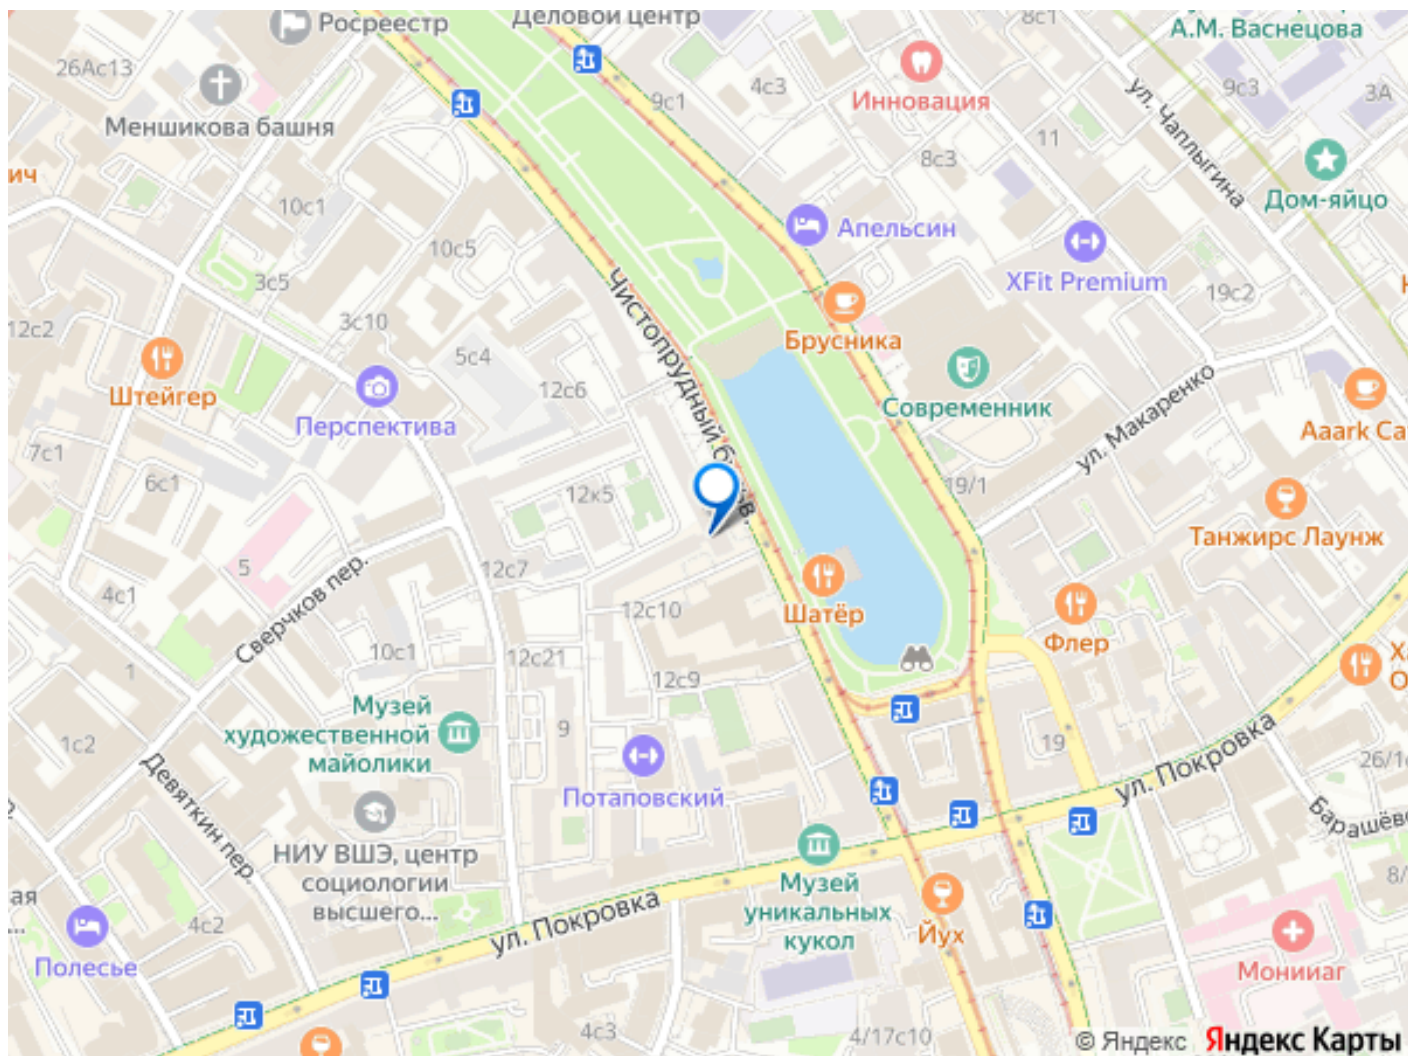 Росреестр
Деловой центр
8с1
А.М. Васнецова
26Ас13
Меншикова башня
9с1
4с3
Инновация
9с3
3А
ул. Чаплыгина
11
8с3
Дом-яйцо
ич
10с1
10с5
Апельсин
XFit Premium
3с5
19с2
12с2
3с10
Чистопрудный
Брусника
5с4
Штейгер
12с6
Перспектива
Современник
ул. Макаренко
Aaark Ca
7с1
6с1
12к5
19/1
Танжирс Лаунж
5
Сверчков пер.
12с7
4с1
12с10
Шатёр
Флер
10с1
12с21
12с9
1
Музей
художественной
майолики
1с2
9
19
Девяткин пер.
Потаповский
ул. Покровка
26/1
НИУ ВШЭ, центр
социологии
высшего...
Музей
уникальных
кукол
ая
...
4с2
ул. Покровка
Йух
8/
Полесье
Мониіаг
4с3
4/17с10
© Яндекс Яндекс Карты